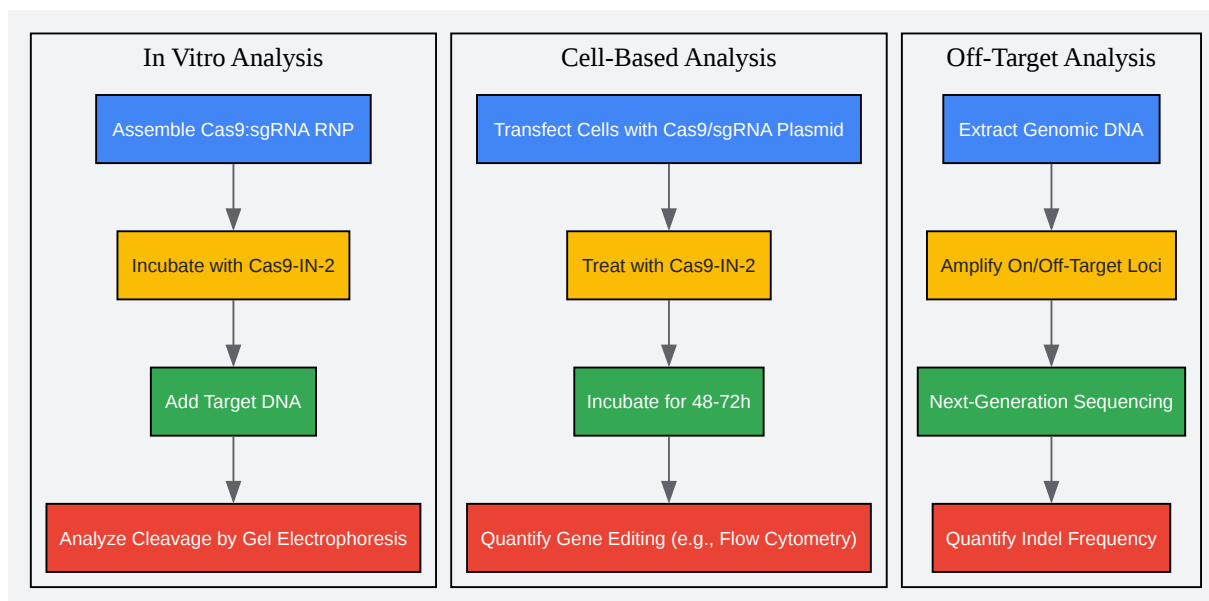 In Vitro Analysis
Assemble Cas9:sgRNA RNP
Incubate with Cas9-IN-2
Add Target DNA
Analyze Cleavage by Gel Electrophoresis
Cell-Based Analysis
Transfect Cells with Cas9/sgRNA Plasmid
Treat with Cas9-IN-2
Incubate for 48-72h
Quantify Gene Editing (e.g., Flow Cytometry)
Off-Target Analysis
Extract Genomic DNA
Amplify On/Off-Target Loci
Next-Generation Sequencing
Quantify Indel Frequency